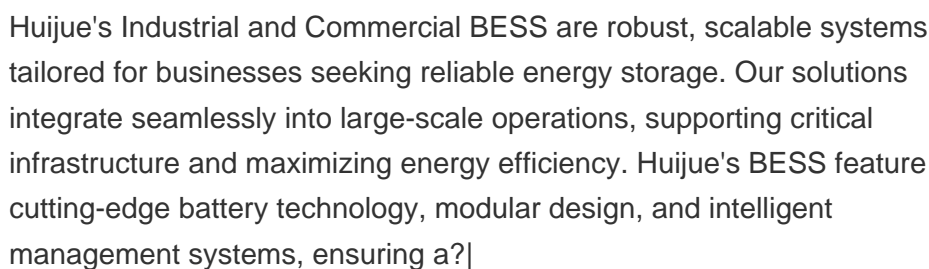 Huijue's Industrial and Commercial BESS are robust, scalable systems
tailored for businesses seeking reliable energy storage. Our solutions
integrate seamlessly into large-scale operations, supporting critical
infrastructure and maximizing energy efficiency. Huijue's BESS feature
cutting-edge battery technology, modular design, and intelligent
management systems, ensuring a?|